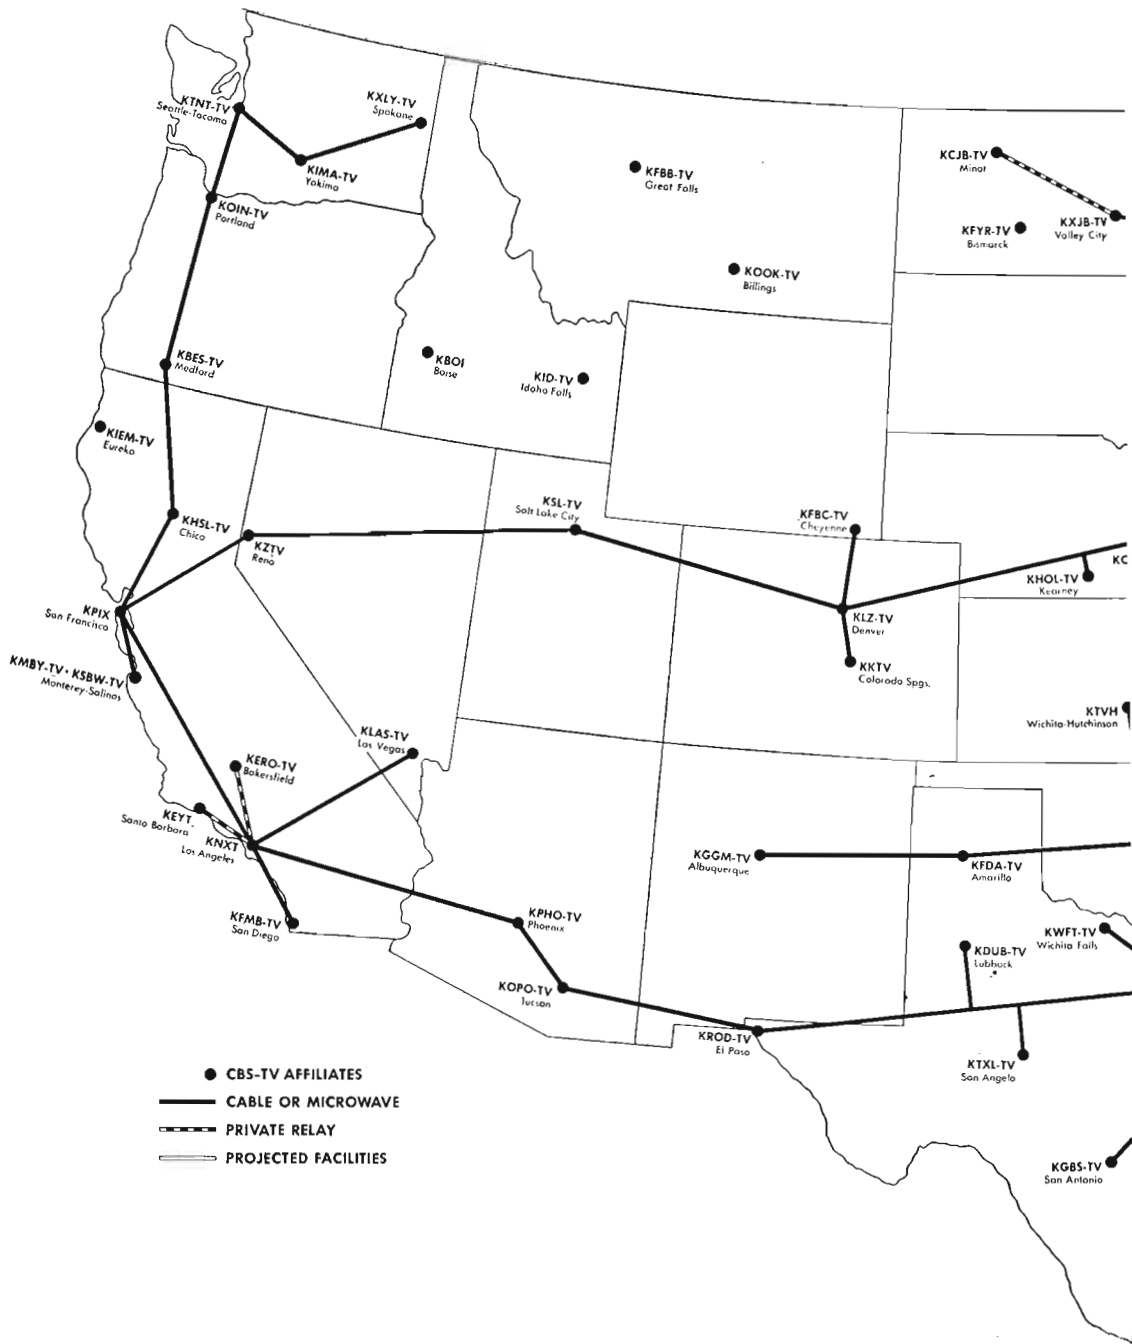 KTNT-TV
Seattle-Tacoma
KXLY-TV
Spokane
KIMA-TV
Yakima
KOIN-TV
Portland
KFBB-TV
Great Falls
KCJB-TV
Minot
KFYR-TV
Bismarck
KXJB-TV
Valley City
KOOK-TV
Billings
KBES-TV
Medford
KBOI
Boise
KID-TV
Idaho Falls
KIEM-TV
Eureka
KHSL-TV
Chico
KZTV
Reno
KSL-TV
Salt Lake City
KFBC-TV
Cheyenne
KC
KHOL-TV
Kearney
KPIX
San Francisco
KLZ-TV
Denver
KMBY-TV • KSBW-TV
Monterey-Salinas
KKTV
Colorado Spgs.
KTVH
Wichita-Hutchinson
KLAS-TV
Las Vegas
KERO-TV
Bakersfield
KEYT
Santa Barbara
KNXT
Los Angeles
KGGM-TV
Albuquerque
KFDA-TV
Amarillo
KFMB-TV
San Diego
KPHO-TV
Phoenix
KWFT-TV
Wichita Falls
KDUB-TV
Lubbock
KOPO-TV
Tucson
KROD-TV
El Paso
KTXL-TV
San Angelo
KGBS-TV
San Antonio
CBS-TV AFFILIATES
CABLE OR MICROWAVE
PRIVATE RELAY
PROJECTED FACILITIES